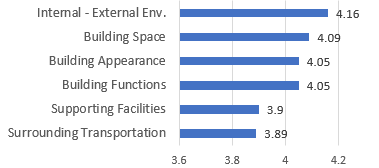 Internal - External Env. 4.16
Building Space 4.09
Building Appearance 4.05
Building Functions 4.05
Supporting Facilities 3.9
Surrounding Transportation 3.89
3.6 3.8 4 4.2